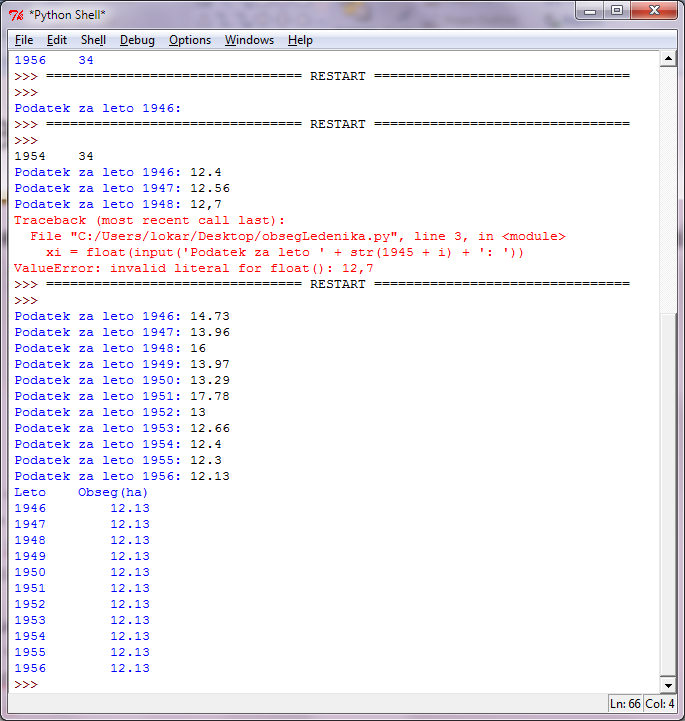 *Python Shell*
File Edit Shell Debug Options Windows Help
1956    34
>>> ================================ RESTART ================================
>>>
Podatek za leto 1946:
>>> ================================ RESTART ================================
>>>
1954    34
Podatek za leto 1946: 12.4
Podatek za leto 1947: 12.56
Podatek za leto 1948: 12,7
Traceback (most recent call last):
  File "C:/Users/lokar/Desktop/obsegLedenika.py", line 3, in <module>
    xi = float(input('Podatek za leto ' + str(1945 + i) + ': '))
ValueError: invalid literal for float(): 12,7
>>> ================================ RESTART ================================
>>>
Podatek za leto 1946: 14.73
Podatek za leto 1947: 13.96
Podatek za leto 1948: 16
Podatek za leto 1949: 13.97
Podatek za leto 1950: 13.29
Podatek za leto 1951: 17.78
Podatek za leto 1952: 13
Podatek za leto 1953: 12.66
Podatek za leto 1954: 12.4
Podatek za leto 1955: 12.3
Podatek za leto 1956: 12.13
Leto    Obseg(ha)
1946        12.13
1947        12.13
1948        12.13
1949        12.13
1950        12.13
1951        12.13
1952        12.13
1953        12.13
1954        12.13
1955        12.13
1956        12.13
>>>
Ln: 66 Col: 4